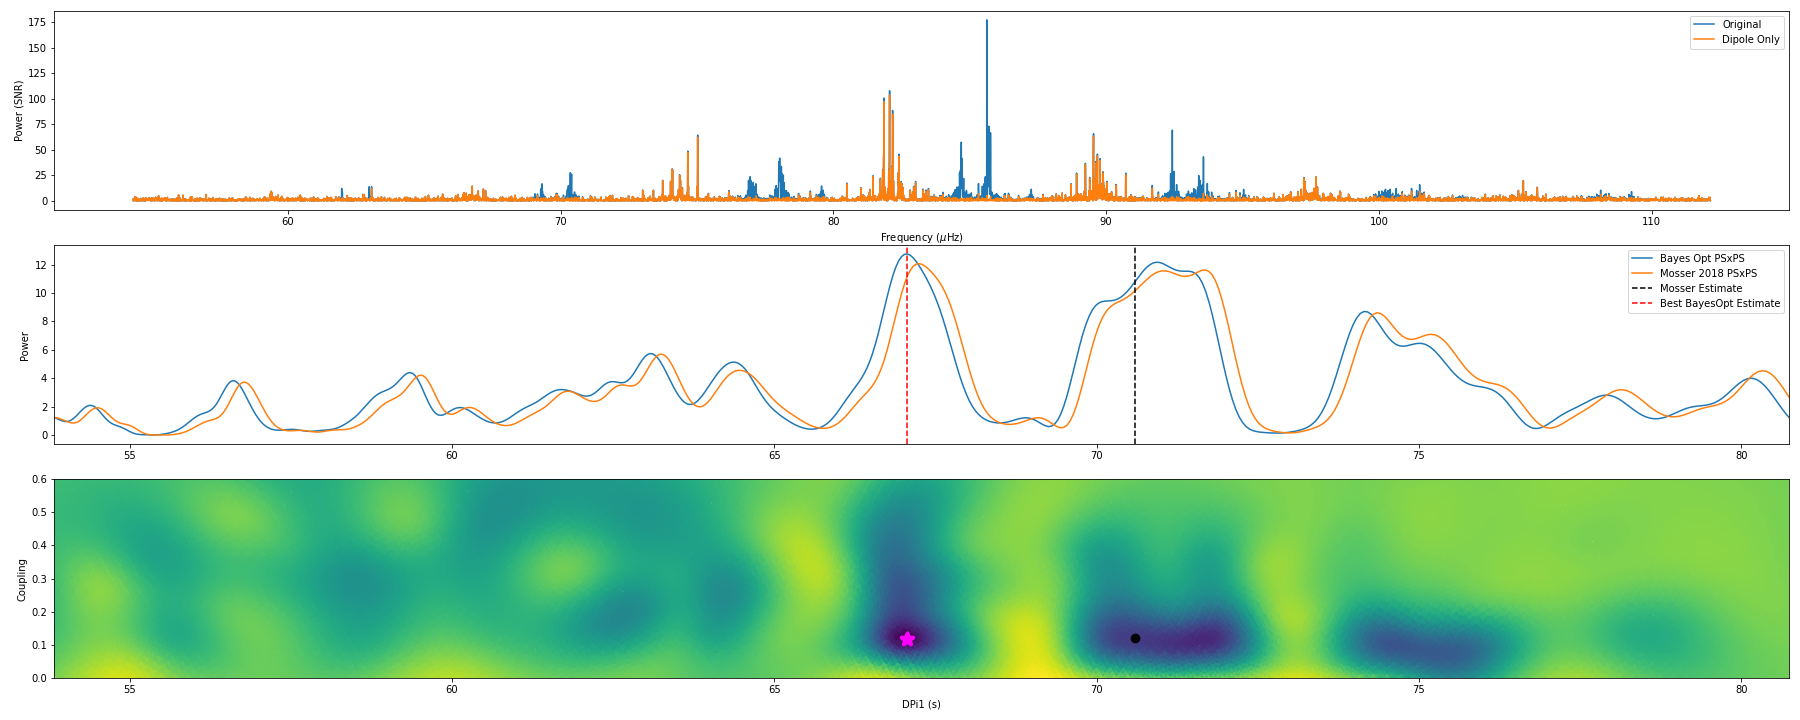 175
150
125
100
75
50
25
0
Power (SNR)
Original
Dipole Only
60 70 80 90 100 110
Frequency (μHz)
12
10
8
6
4
2
0
Power
Bayes Opt PSxPS
Mosser 2018 PSxPS
Mosser Estimate
Best BayesOpt Estimate
55 60 65 70 75 80
0.6
0.5
0.4
0.3
0.2
0.1
0.0
Coupling
55 60 65 70 75 80
DPi1 (s)